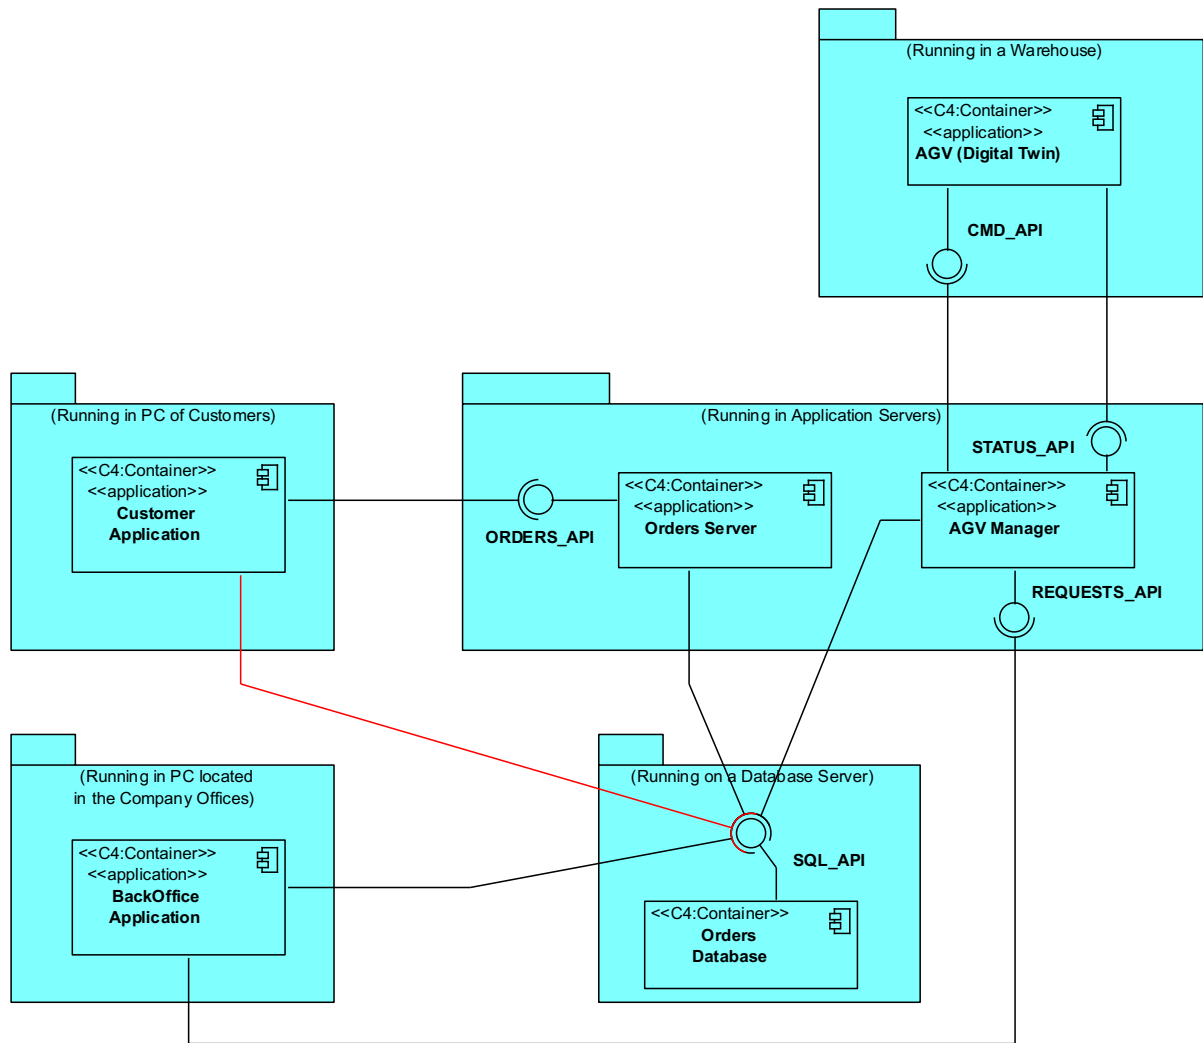 (Running in a Warehouse)
<<C4:Container>>
<<application>>
AGV (Digital Twin)
CMD_API
(Running in PC of Customers)
<<C4:Container>>
<<application>>
Customer
Application
(Running in Application Servers)
ORDERS_API
<<C4:Container>>
<<application>>
Orders Server
STATUS_API
<<C4:Container>>
<<application>>
AGV Manager
REQUESTS_API
(Running in PC located
in the Company Offices)
<<C4:Container>>
<<application>>
BackOffice
Application
(Running on a Database Server)
SQL_API
<<C4:Container>>
Orders
Database